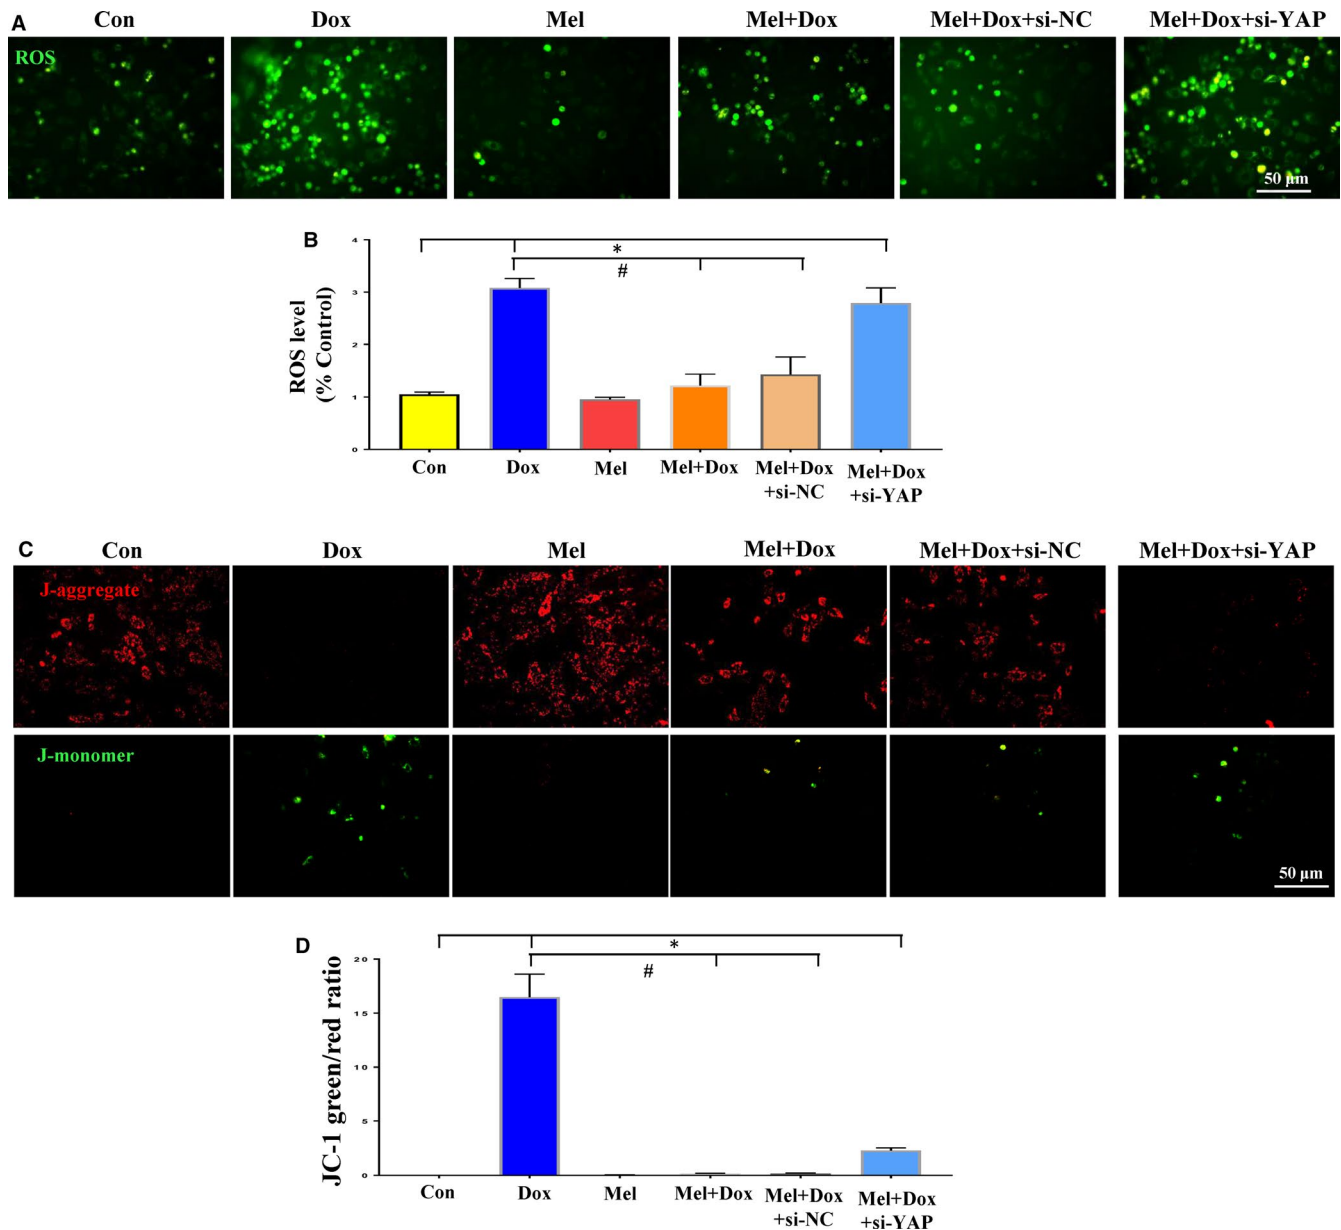 A
Con
Dox
Mel
Mel+Dox
Mel+Dox+si-NC
Mel+Dox+si-YAP
ROS
50 μm
B
ROS level
(% Control)
4
3
2
1
0
*
#
Con
Dox
Mel
Mel+Dox
Mel+Dox
+si-NC
Mel+Dox
+si-YAP
C
Con
Dox
Mel
Mel+Dox
Mel+Dox+si-NC
Mel+Dox+si-YAP
J-aggregate
J-monomer
50 μm
D
JC-1 green/red ratio
20
15
10
5
0
*
#
Con
Dox
Mel
Mel+Dox
Mel+Dox
+si-NC
Mel+Dox
+si-YAP